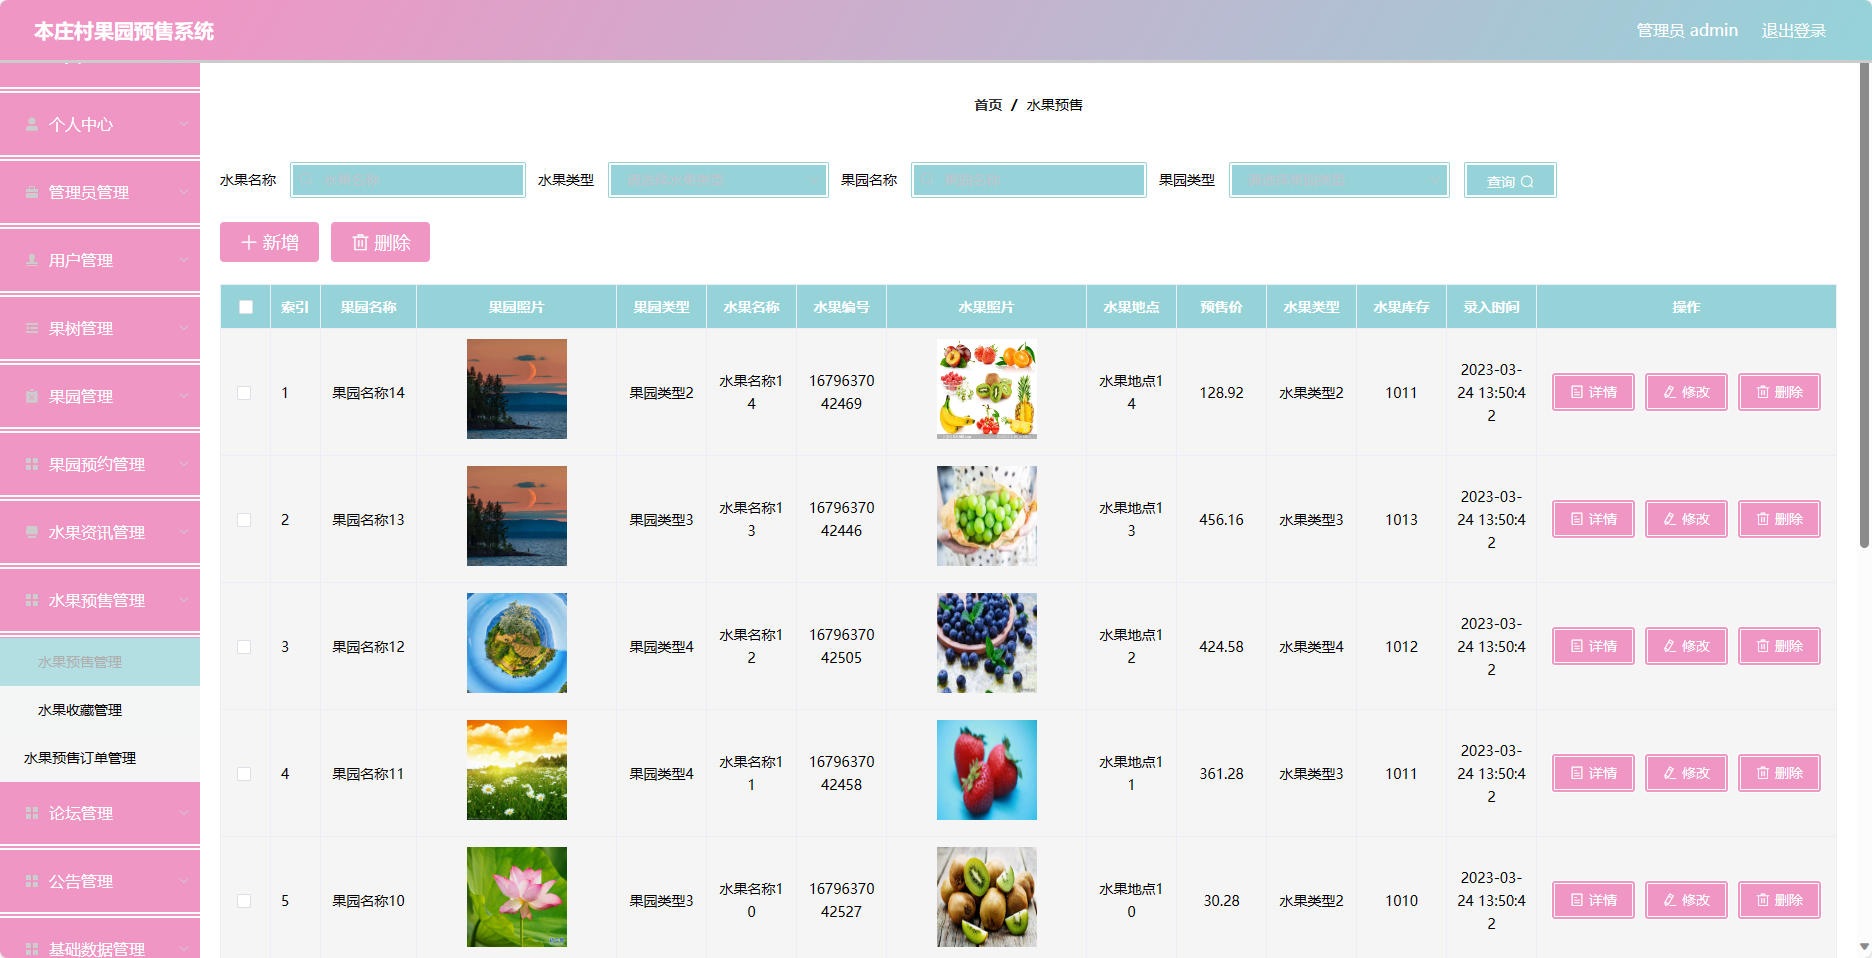 本庄村果园预售系统
管理员 admin
退出登录
个人中心
管理员管理
用户管理
果树管理
果园管理
果园预约管理
水果资讯管理
水果预售管理
水果预售管理
水果收藏管理
水果预售订单管理
论坛管理
公告管理
基础数据管理
首页 / 水果预售
水果名称 水果名称 水果类型 果园名称 果园名称 果园类型 查询
新增 删除
索引 果园名称 果园照片 果园类型 水果名称 水果编号 水果照片 水果地点 预售价 水果类型 水果库存 录入时间 操作
1 果园名称14 果园类型2 水果名称14 1679637042469 水果地点14 128.92 水果类型2 1011 2023-03-24 13:50:42 详情 修改 删除
2 果园名称13 果园类型3 水果名称13 1679637042446 水果地点13 456.16 水果类型3 1013 2023-03-24 13:50:42 详情 修改 删除
3 果园名称12 果园类型4 水果名称12 1679637042505 水果地点12 424.58 水果类型4 1012 2023-03-24 13:50:42 详情 修改 删除
4 果园名称11 果园类型4 水果名称11 1679637042458 水果地点11 361.28 水果类型3 1011 2023-03-24 13:50:42 详情 修改 删除
5 果园名称10 果园类型3 水果名称10 1679637042527 水果地点10 30.28 水果类型2 1010 2023-03-24 13:50:42 详情 修改 删除